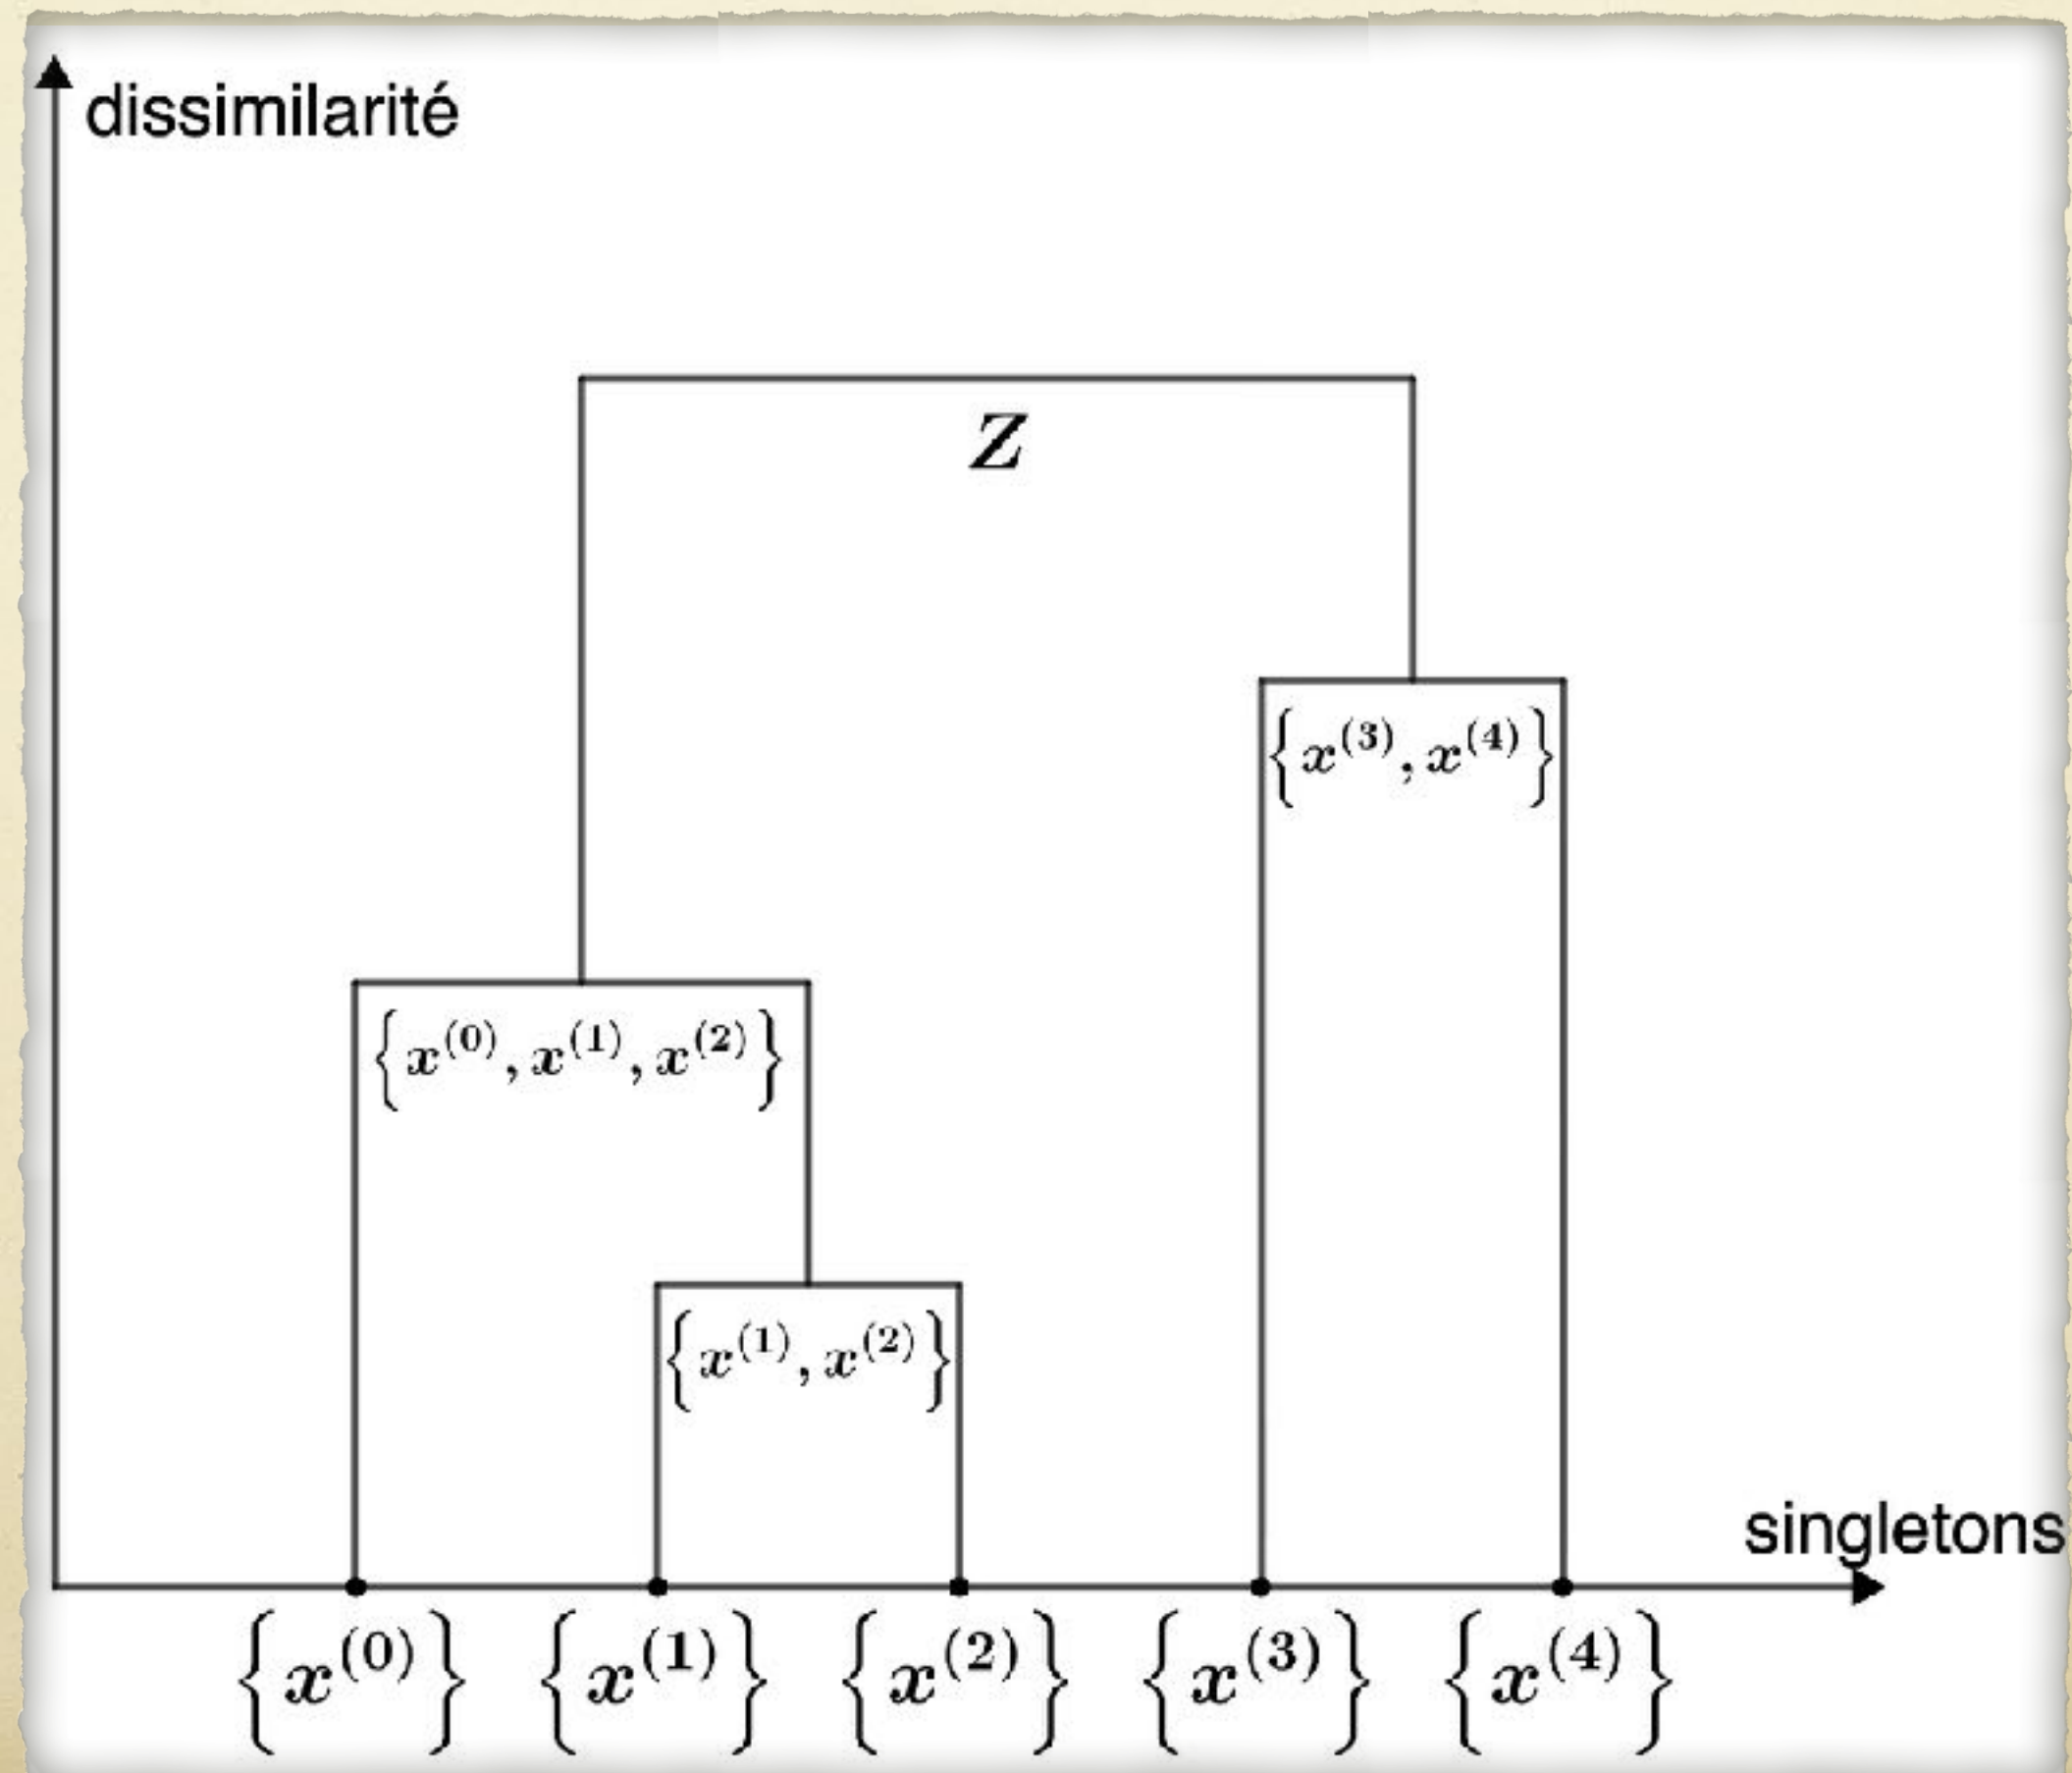 dissimilarité
Z
{x^(3), x^(4)}
{x^(0), x^(1), x^(2)}
{x^(1), x^(2)}
singletons
{x^(0)} {x^(1)} {x^(2)} {x^(3)} {x^(4)}